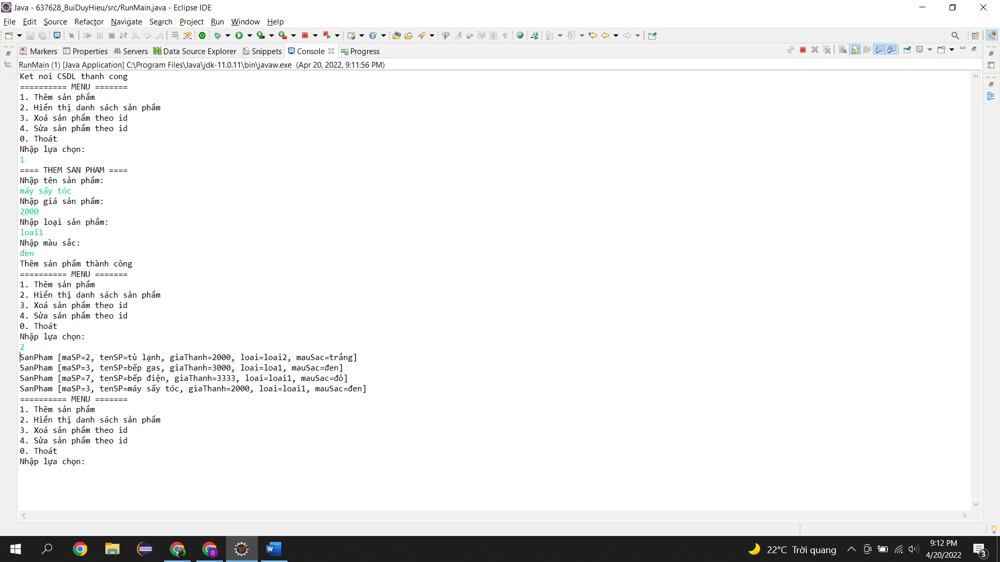 Java - 637628_BuiDuyHieu/src/RunMain.java - Eclipse IDE
File Edit Source Refactor Navigate Search Project Run Window Help
Markers Properties Servers Data Source Explorer Snippets Console Progress
RunMain (1) [Java Application] C:\Program Files\Java\jdk-11.0.11\bin\javaw.exe (Apr 20, 2022, 9:11:56 PM)
Ket noi CSDL thanh cong
========== MENU =======
1. Thêm sản phẩm
2. Hiển thị danh sách sản phẩm
3. Xoá sản phẩm theo id
4. Sửa sản phẩm theo id
0. Thoát
Nhập lựa chọn:
1
==== THEM SAN PHAM ====
Nhập tên sản phẩm:
máy sấy tóc
Nhập giá sản phẩm:
2000
Nhập loại sản phẩm:
loai1
Nhập màu sắc:
đen
Thêm sản phẩm thành công
========== MENU =======
1. Thêm sản phẩm
2. Hiển thị danh sách sản phẩm
3. Xoá sản phẩm theo id
4. Sửa sản phẩm theo id
0. Thoát
Nhập lựa chọn:
2
SanPham [maSP=2, tenSP=tủ lạnh, giaThanh=2000, loai=loai2, mauSac=trắng]
SanPham [maSP=3, tenSP=bếp gas, giaThanh=3000, loai=loa1, mauSac=đen]
SanPham [maSP=7, tenSP=bếp điện, giaThanh=3333, loai=loai1, mauSac=đỏ]
SanPham [maSP=3, tenSP=máy sấy tóc, giaThanh=2000, loai=loai1, mauSac=đen]
========== MENU =======
1. Thêm sản phẩm
2. Hiển thị danh sách sản phẩm
3. Xoá sản phẩm theo id
4. Sửa sản phẩm theo id
0. Thoát
Nhập lựa chọn:
22°C Trời quang
9:12 PM
4/20/2022
3